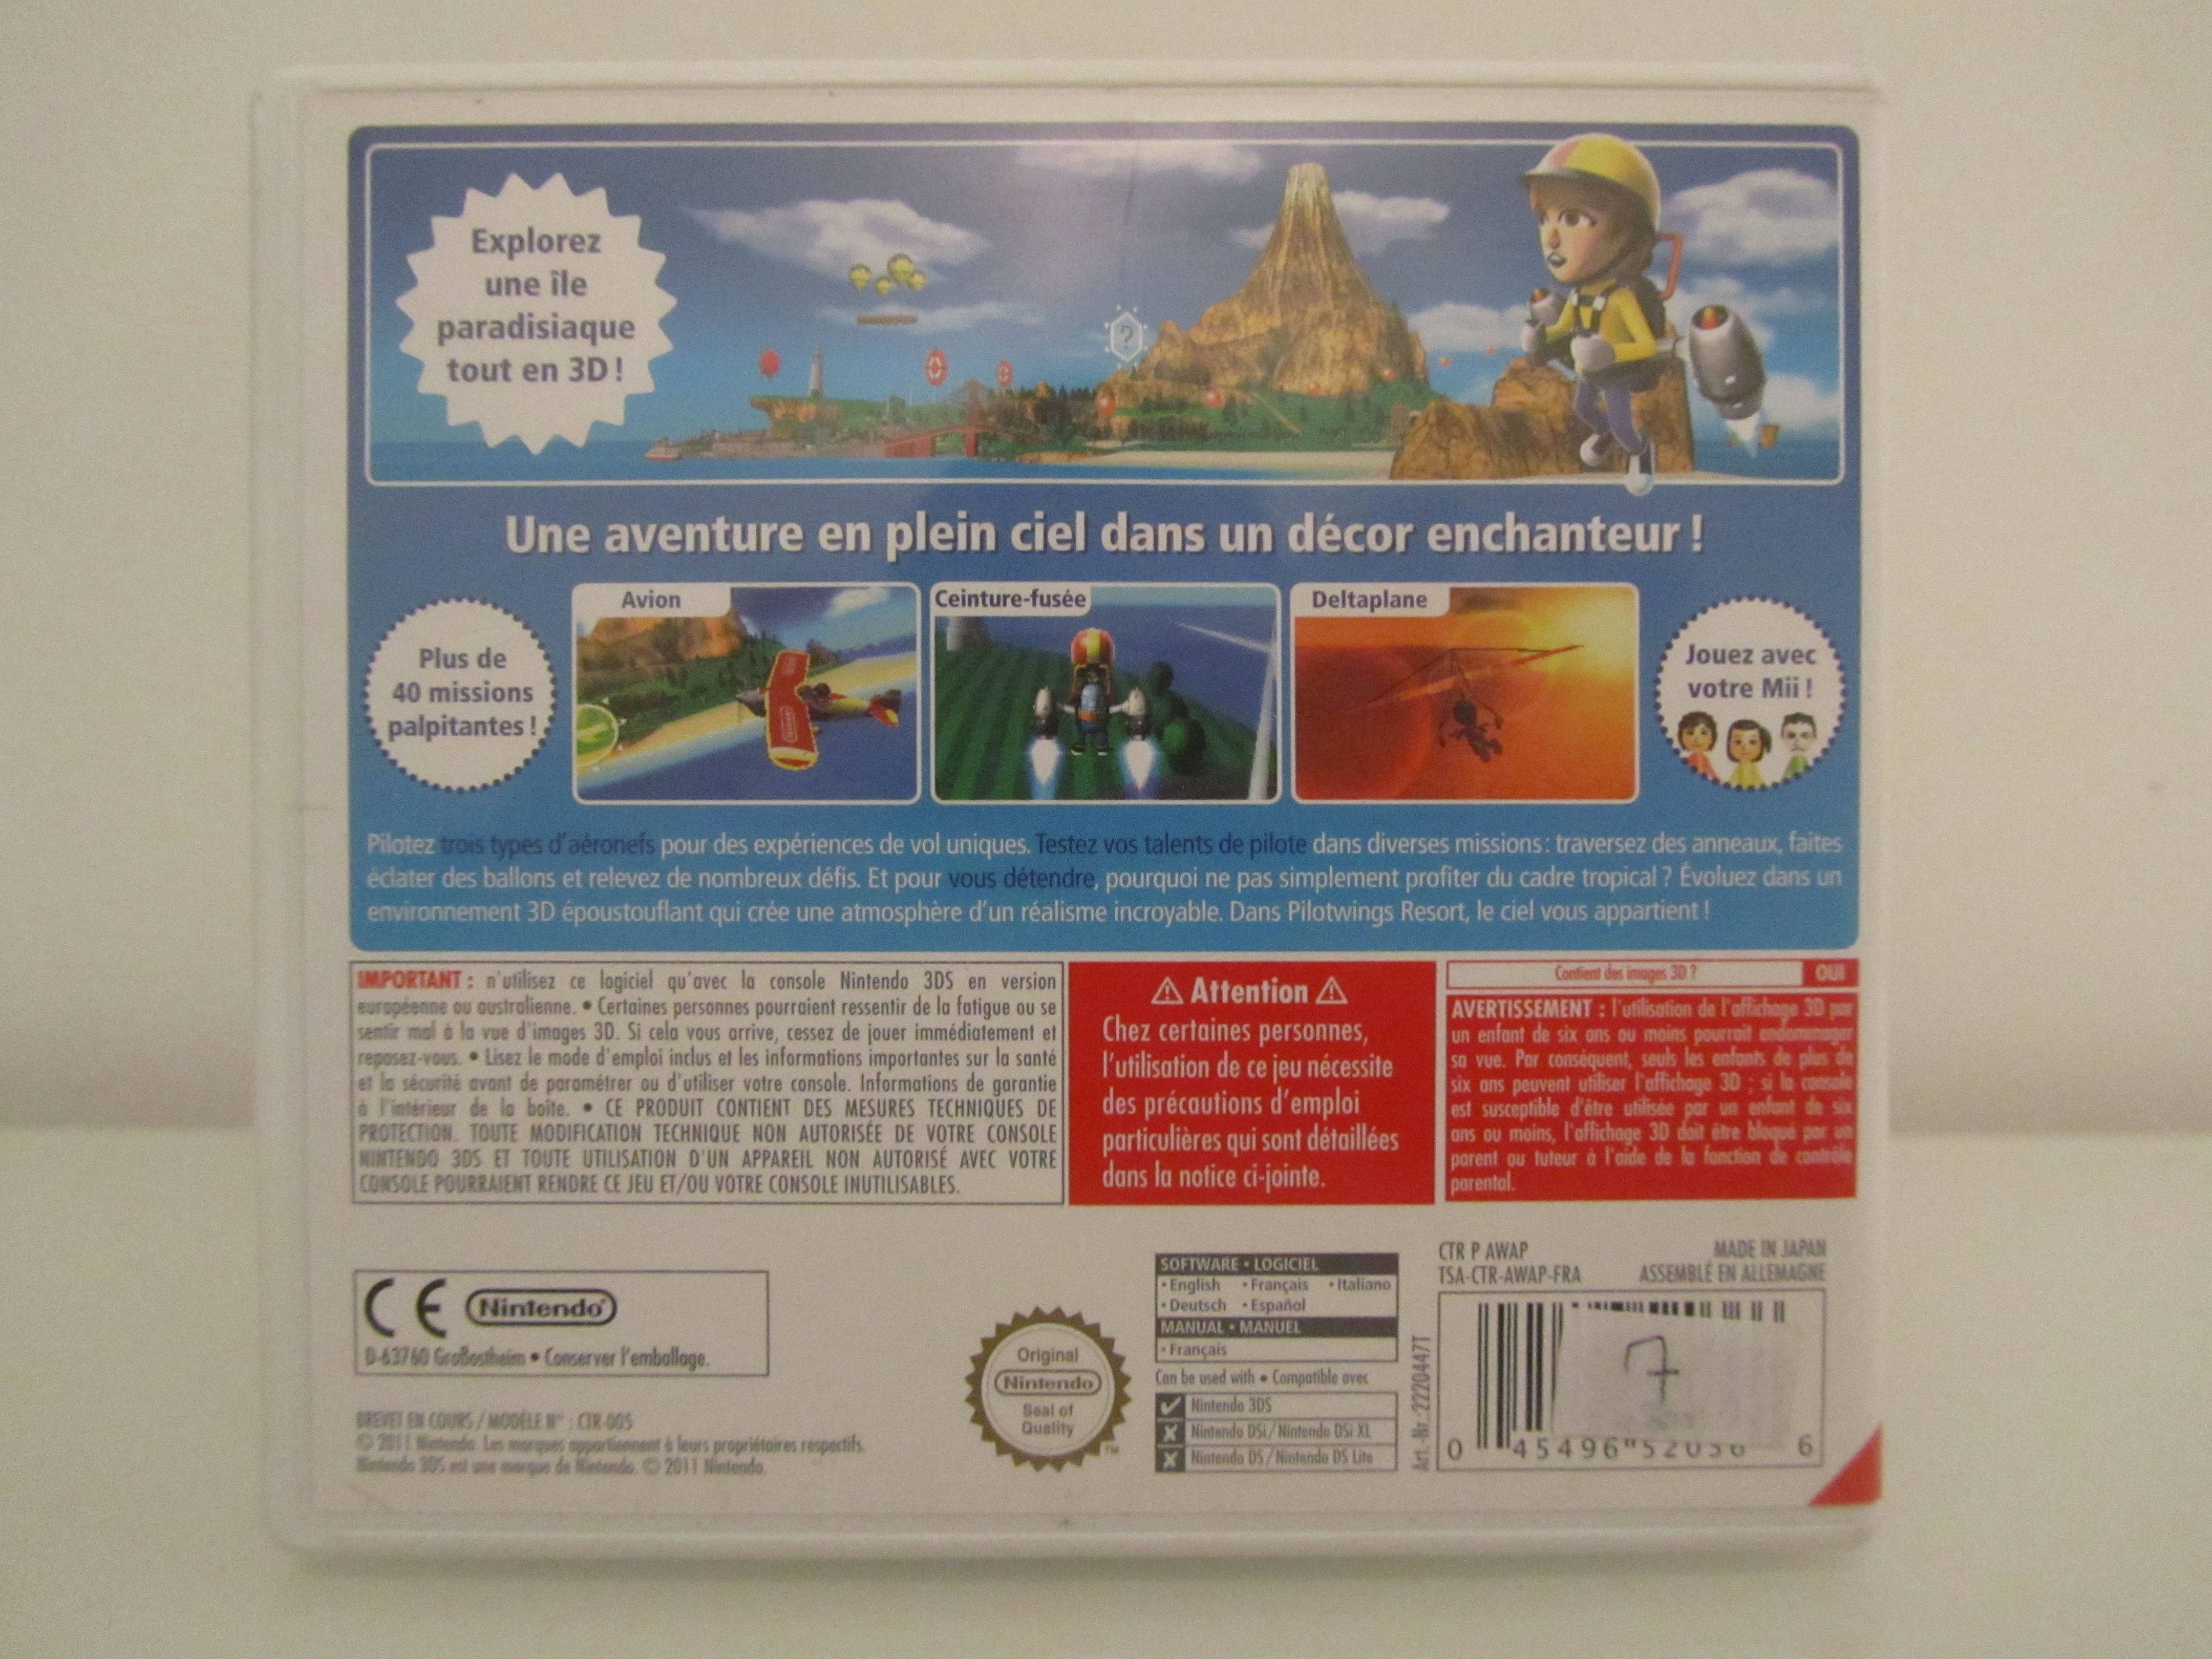 Explorez
une île
paradisiaque
tout en 3D !
?
Une aventure en plein ciel dans un décor enchanteur !
Plus de
40 missions
palpitantes !
Avion
Nintendo
Ceinture-fusée
Deltaplane
Jouez avec
votre Mii !
Pilotez trois types d'aéronefs pour des expériences de vol uniques. Testez vos talents de pilote dans diverses missions : traversez des anneaux, faites
éclater des ballons et relevez de nombreux défis. Et pour vous détendre, pourquoi ne pas simplement profiter du cadre tropical ? Évoluez dans un
environnement 3D époustouflant qui crée une atmosphère d'un réalisme incroyable. Dans Pilotwings Resort, le ciel vous appartient !
IMPORTANT : n'utilisez ce logiciel qu'avec la console Nintendo 3DS en version
européenne ou australienne. • Certaines personnes pourraient ressentir de la fatigue ou se
sentir mal à la vue d'images 3D. Si cela vous arrive, cessez de jouer immédiatement et
reposez-vous. • Lisez le mode d'emploi inclus et les informations importantes sur la santé
et la sécurité avant de paramétrer ou d'utiliser votre console. Informations de garantie
à l'intérieur de la boîte. • CE PRODUIT CONTIENT DES MESURES TECHNIQUES DE
PROTECTION. TOUTE MODIFICATION TECHNIQUE NON AUTORISÉE DE VOTRE CONSOLE
NINTENDO 3DS ET TOUTE UTILISATION D'UN APPAREIL NON AUTORISÉ AVEC VOTRE
CONSOLE POURRAIENT RENDRE CE JEU ET/OU VOTRE CONSOLE INUTILISABLES.
⚠ Attention ⚠
Chez certaines personnes,
l'utilisation de ce jeu nécessite
des précautions d'emploi
particulières qui sont détaillées
dans la notice ci-jointe.
Contient des images 3D ? OUI
AVERTISSEMENT : l'utilisation de l'affichage 3D par
un enfant de six ans ou moins pourrait endommager
sa vue. Par conséquent, seuls les enfants de plus de
six ans peuvent utiliser l'affichage 3D ; si la console
est susceptible d'être utilisée par un enfant de six
ans ou moins, l'affichage 3D doit être bloqué par un
parent ou tuteur à l'aide de la fonction de contrôle
parental.
CE Nintendo
D-63760 Großostheim • Conserver l'emballage.
BREVET EN COURS / MODÈLE N° : CTR-005
© 2011 Nintendo. Les marques appartiennent à leurs propriétaires respectifs.
Nintendo 3DS est une marque de Nintendo. © 2011 Nintendo.
Original
Nintendo
Seal of
Quality
TM
SOFTWARE • LOGICIEL
• English • Français • Italiano
• Deutsch • Español
MANUAL • MANUEL
• Français
Can be used with • Compatible avec
Nintendo 3DS
Nintendo DSi / Nintendo DSi XL
Nintendo DS / Nintendo DS Lite
Art.-Nr.: 2220447T
CTR P AWAP
TSA-CTR-AWAP-FRA
MADE IN JAPAN
ASSEMBLÉ EN ALLEMAGNE
7
0 45496 52036 6